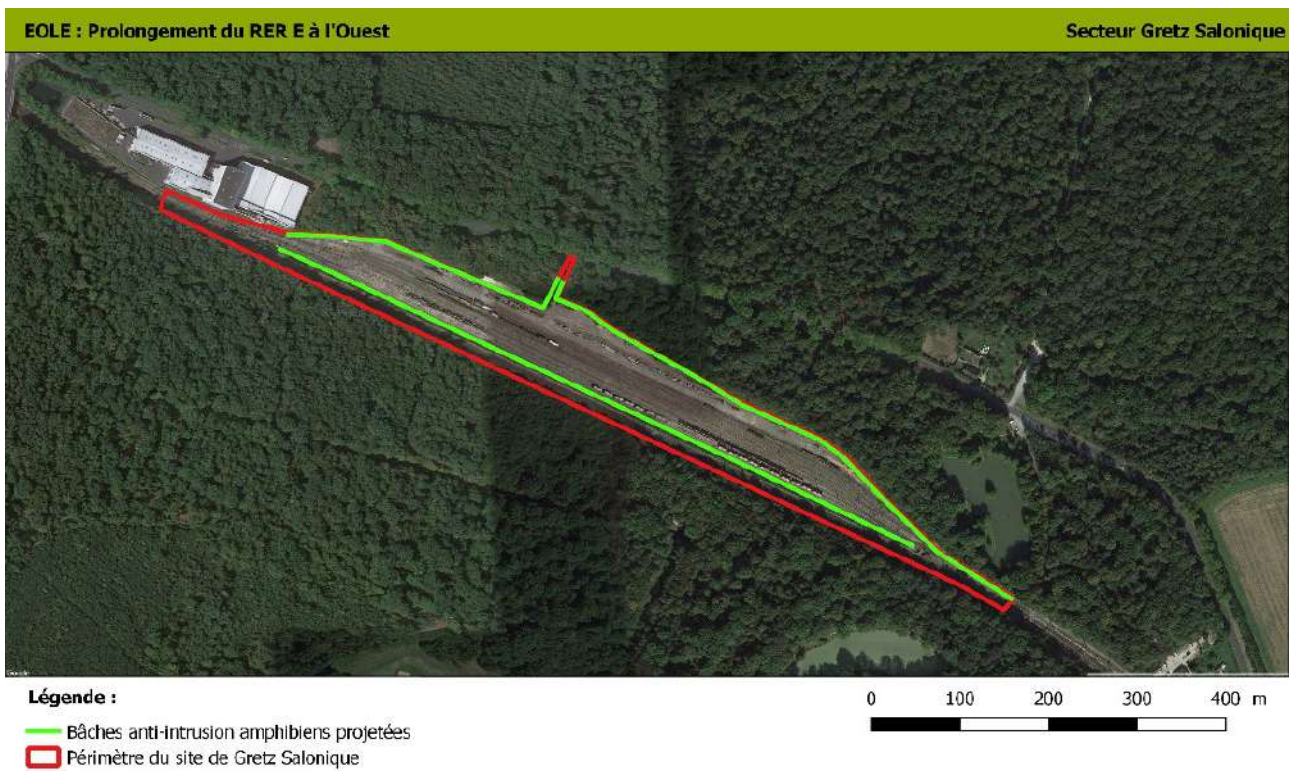 EOLE : Prolongement du RER E à l'Ouest
Secteur Gretz Salonique
Légende :
0 100 200 300 400 m
Bâches anti-intrusion amphibiens projetées
Périmètre du site de Gretz Salonique